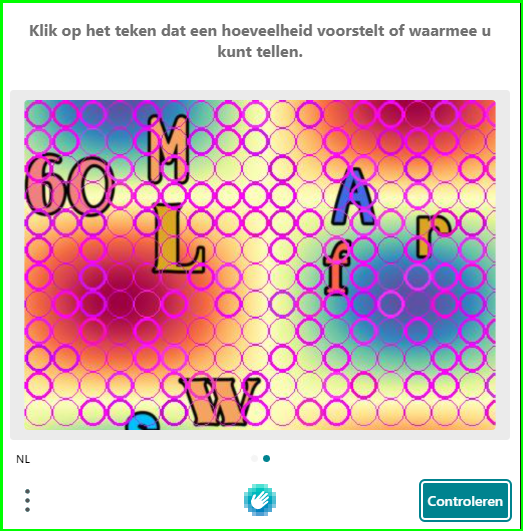 Klik op het teken dat een hoeveelheid voorstelt of waarmee u
kunt tellen.
M
60
A
L
r
f
W
NL
Controleren